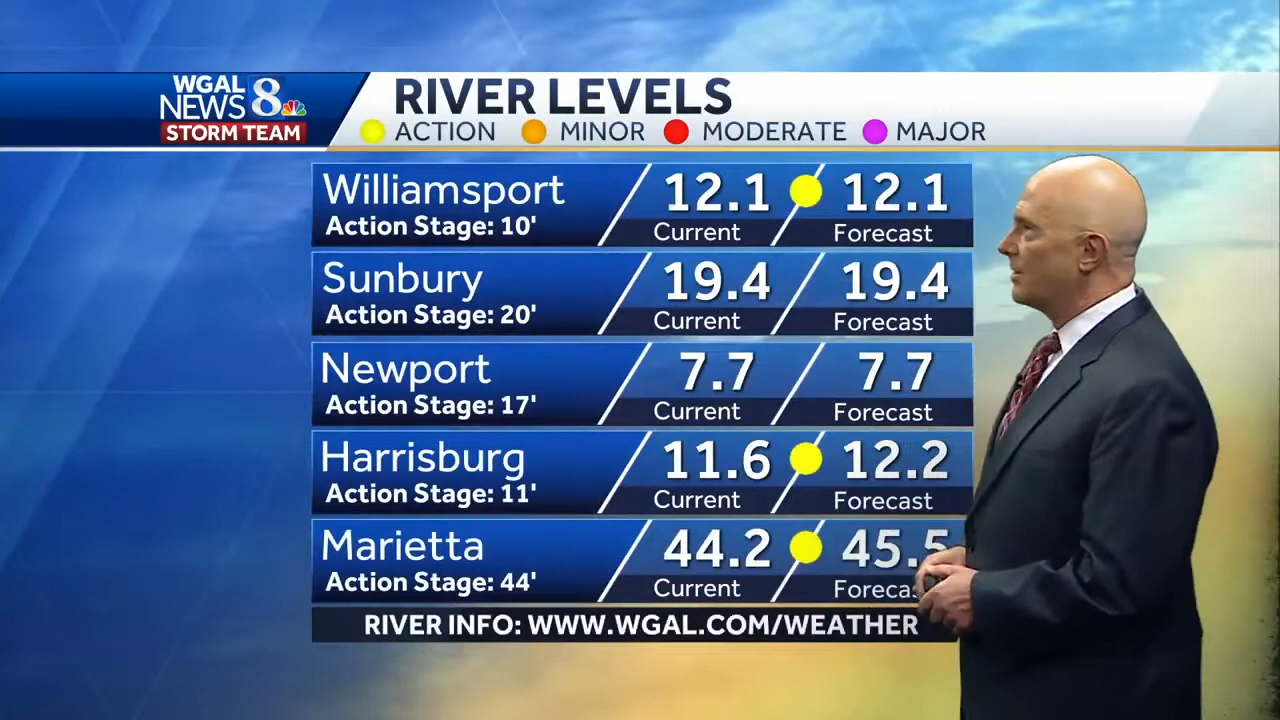 WGAL
NEWS 8
STORM TEAM
RIVER LEVELS
ACTION MINOR MODERATE MAJOR
Williamsport 12.1 12.1
Action Stage: 10' Current Forecast
Sunbury 19.4 19.4
Action Stage: 20' Current Forecast
Newport 7.7 7.7
Action Stage: 17' Current Forecast
Harrisburg 11.6 12.2
Action Stage: 11' Current Forecast
Marietta 44.2 45.5
Action Stage: 44' Current Forecas
RIVER INFO: WWW.WGAL.COM/WEATHER